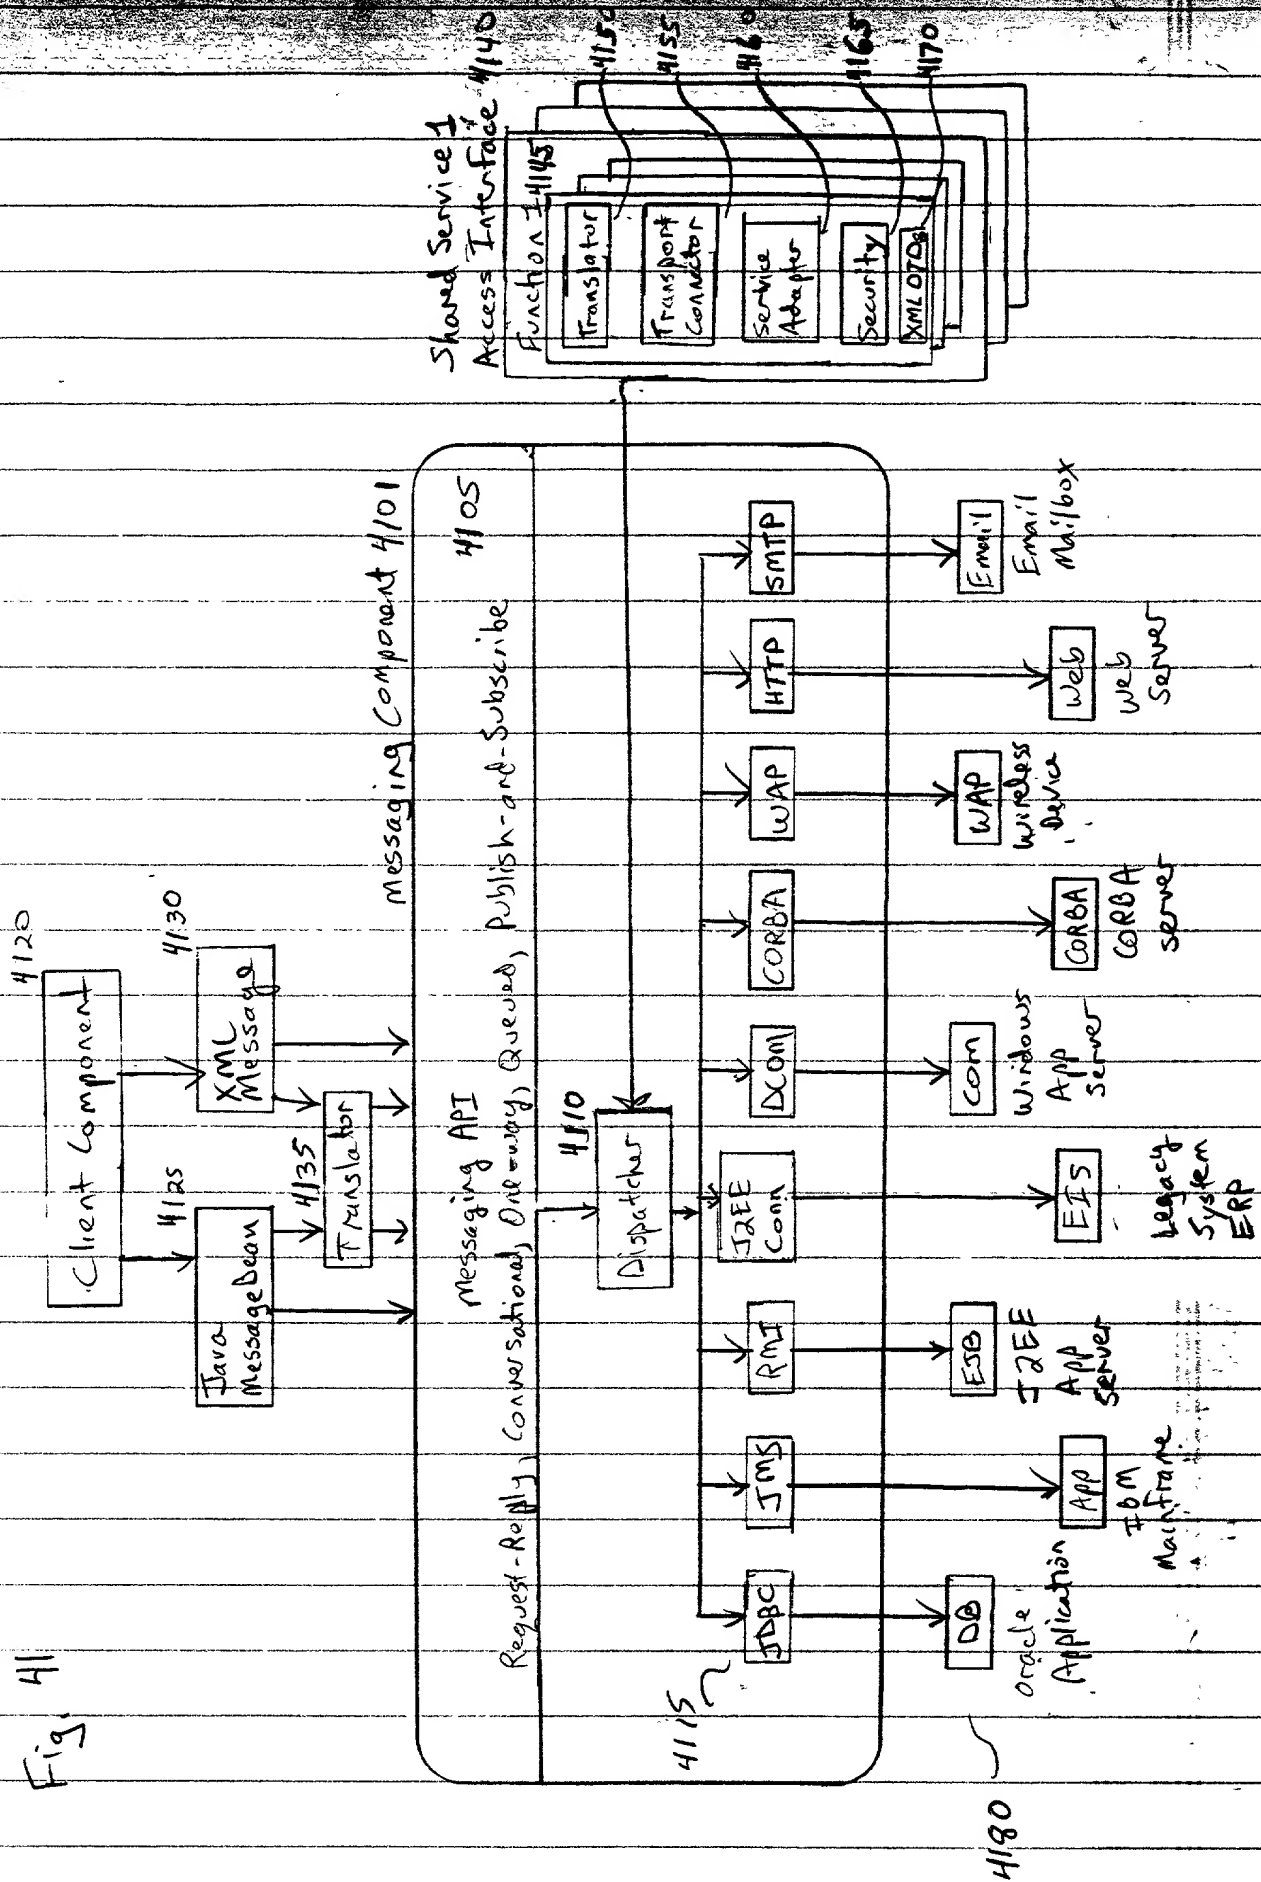 Fig. 41
Client Component
4120
Java
MessageBean
4125
XML
Message
4130
4135
Translator
Messaging Component 4101
Messaging API
4105
Request-Reply, Conversational, One-way, Queued, Publish-and-Subscribe
4110
Dispatcher
4115
JDBC
JMS
RMI
J2EE
Conn
DCOM
CORBA
WAP
HTTP
SMTP
4180
DB
Oracle
Application
App
IBM
Mainframe
EJB
J2EE
App
Server
EIS
Legacy
System
ERP
COM
Windows
App
Server
CORBA
CORBA
Server
WAP
Wireless
Device
Web
Web
Server
Email
Email
Mailbox
Shared Service 1
Access Interface 4140
Function 1 4145
Translator
4150
Transport
Connector
4155
Service
Adapter
4160
Security
4165
XML DTDs
4170